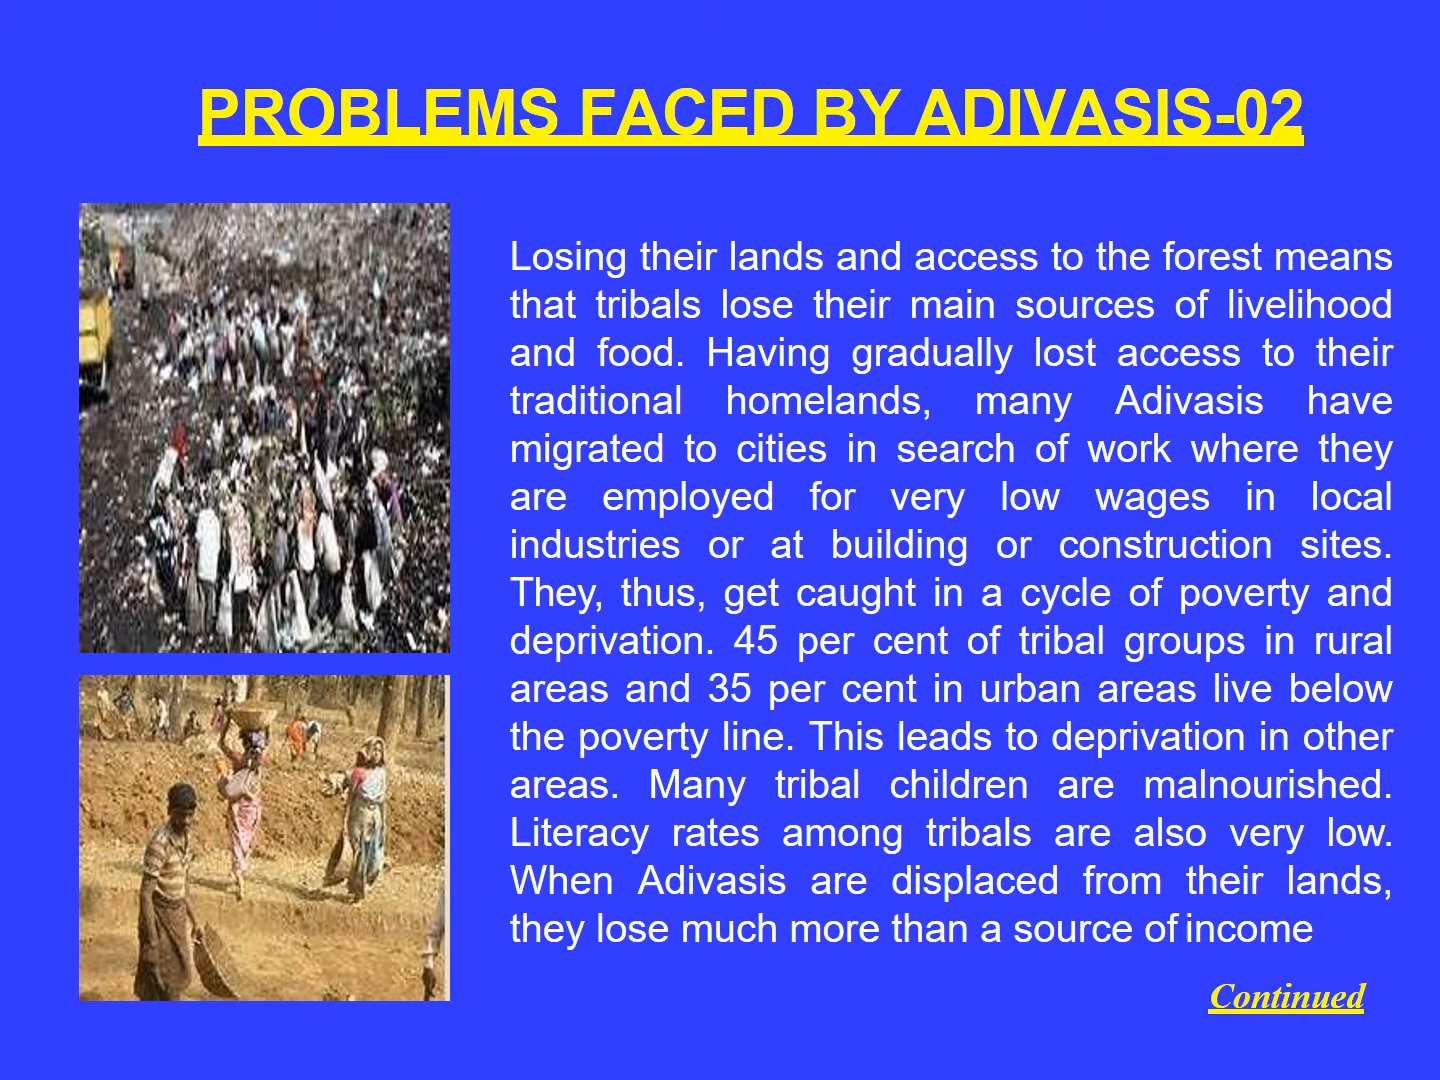 PROBLEMS FACED BY ADIVASIS-02
Losing their lands and access to the forest means
that tribals lose their main sources of livelihood
and food. Having gradually lost access to their
traditional homelands, many Adivasis have
migrated to cities in search of work where they
are employed for very low wages in local
industries or at building or construction sites.
They, thus, get caught in a cycle of poverty and
deprivation. 45 per cent of tribal groups in rural
areas and 35 per cent in urban areas live below
the poverty line. This leads to deprivation in other
areas. Many tribal children are malnourished.
Literacy rates among tribals are also very low.
When Adivasis are displaced from their lands,
they lose much more than a source of income
Continued